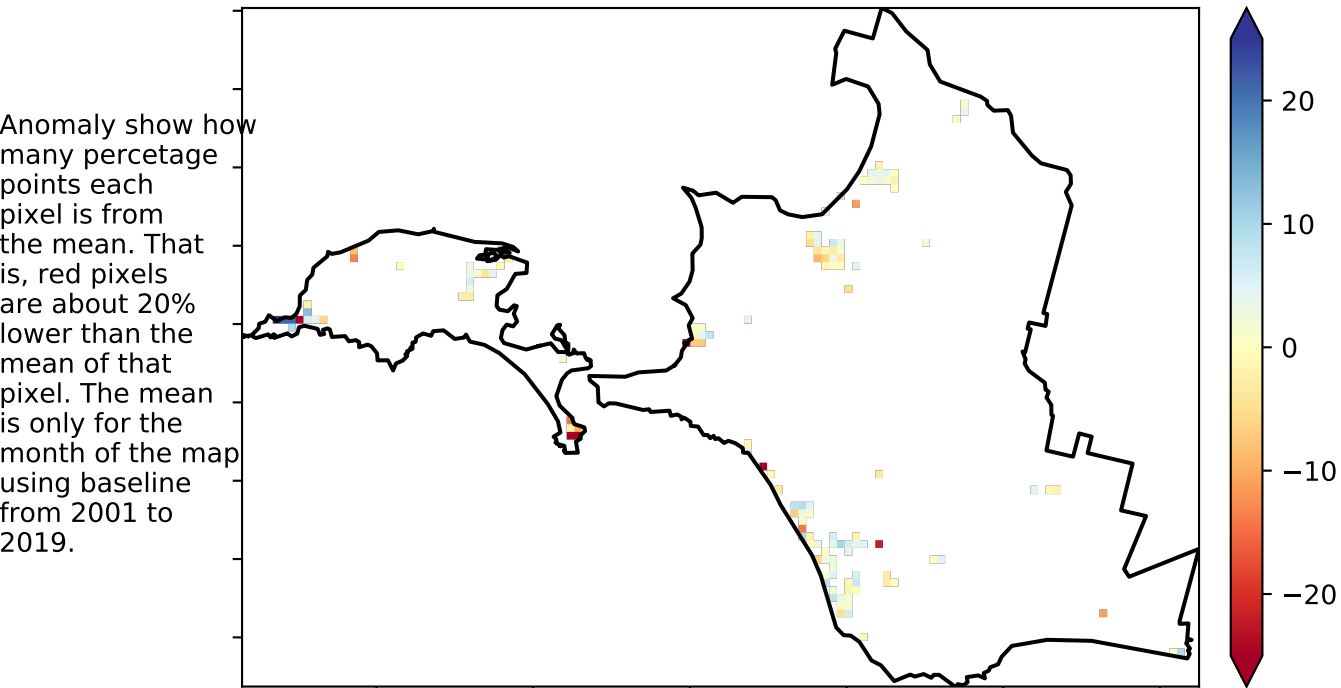 Anomaly show how
many percetage
points each
pixel is from
the mean. That
is, red pixels
are about 20%
lower than the
mean of that
pixel. The mean
is only for the
month of the map
using baseline
from 2001 to
2019.
20
10
0
−10
−20